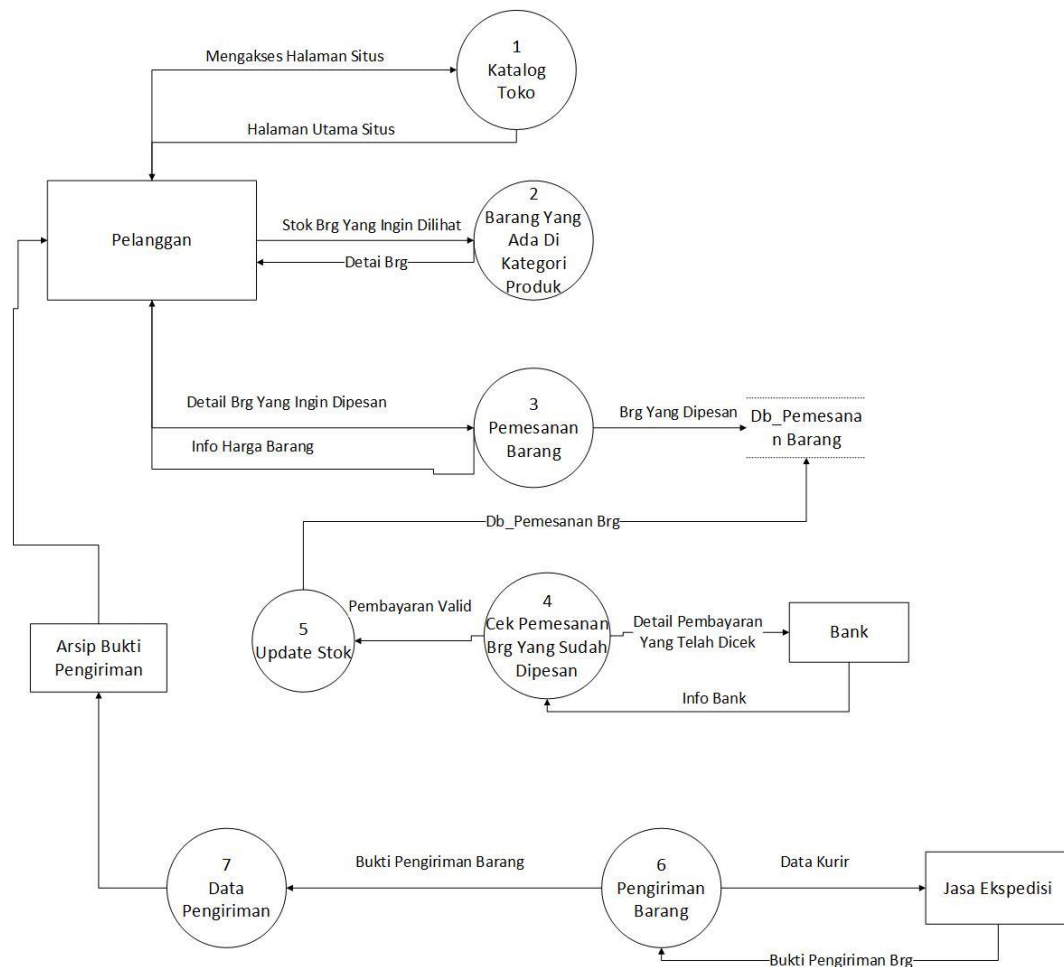 Mengakses Halaman Situs
1
Katalog
Toko
Halaman Utama Situs
Pelanggan
Stok Brg Yang Ingin Dilihat
Detai Brg
2
Barang Yang
Ada Di
Kategori
Produk
Detail Brg Yang Ingin Dipesan
Info Harga Barang
3
Pemesanan
Barang
Brg Yang Dipesan
Db_Pemesana
n Barang
Db_Pemesanan Brg
5
Update Stok
Pembayaran Valid
4
Cek Pemesanan
Brg Yang Sudah
Dipesan
Detail Pembayaran
Yang Telah Dicek
Bank
Info Bank
Arsip Bukti
Pengiriman
7
Data
Pengiriman
Bukti Pengiriman Barang
6
Pengiriman
Barang
Data Kurir
Jasa Ekspedisi
Bukti Pengiriman Brg